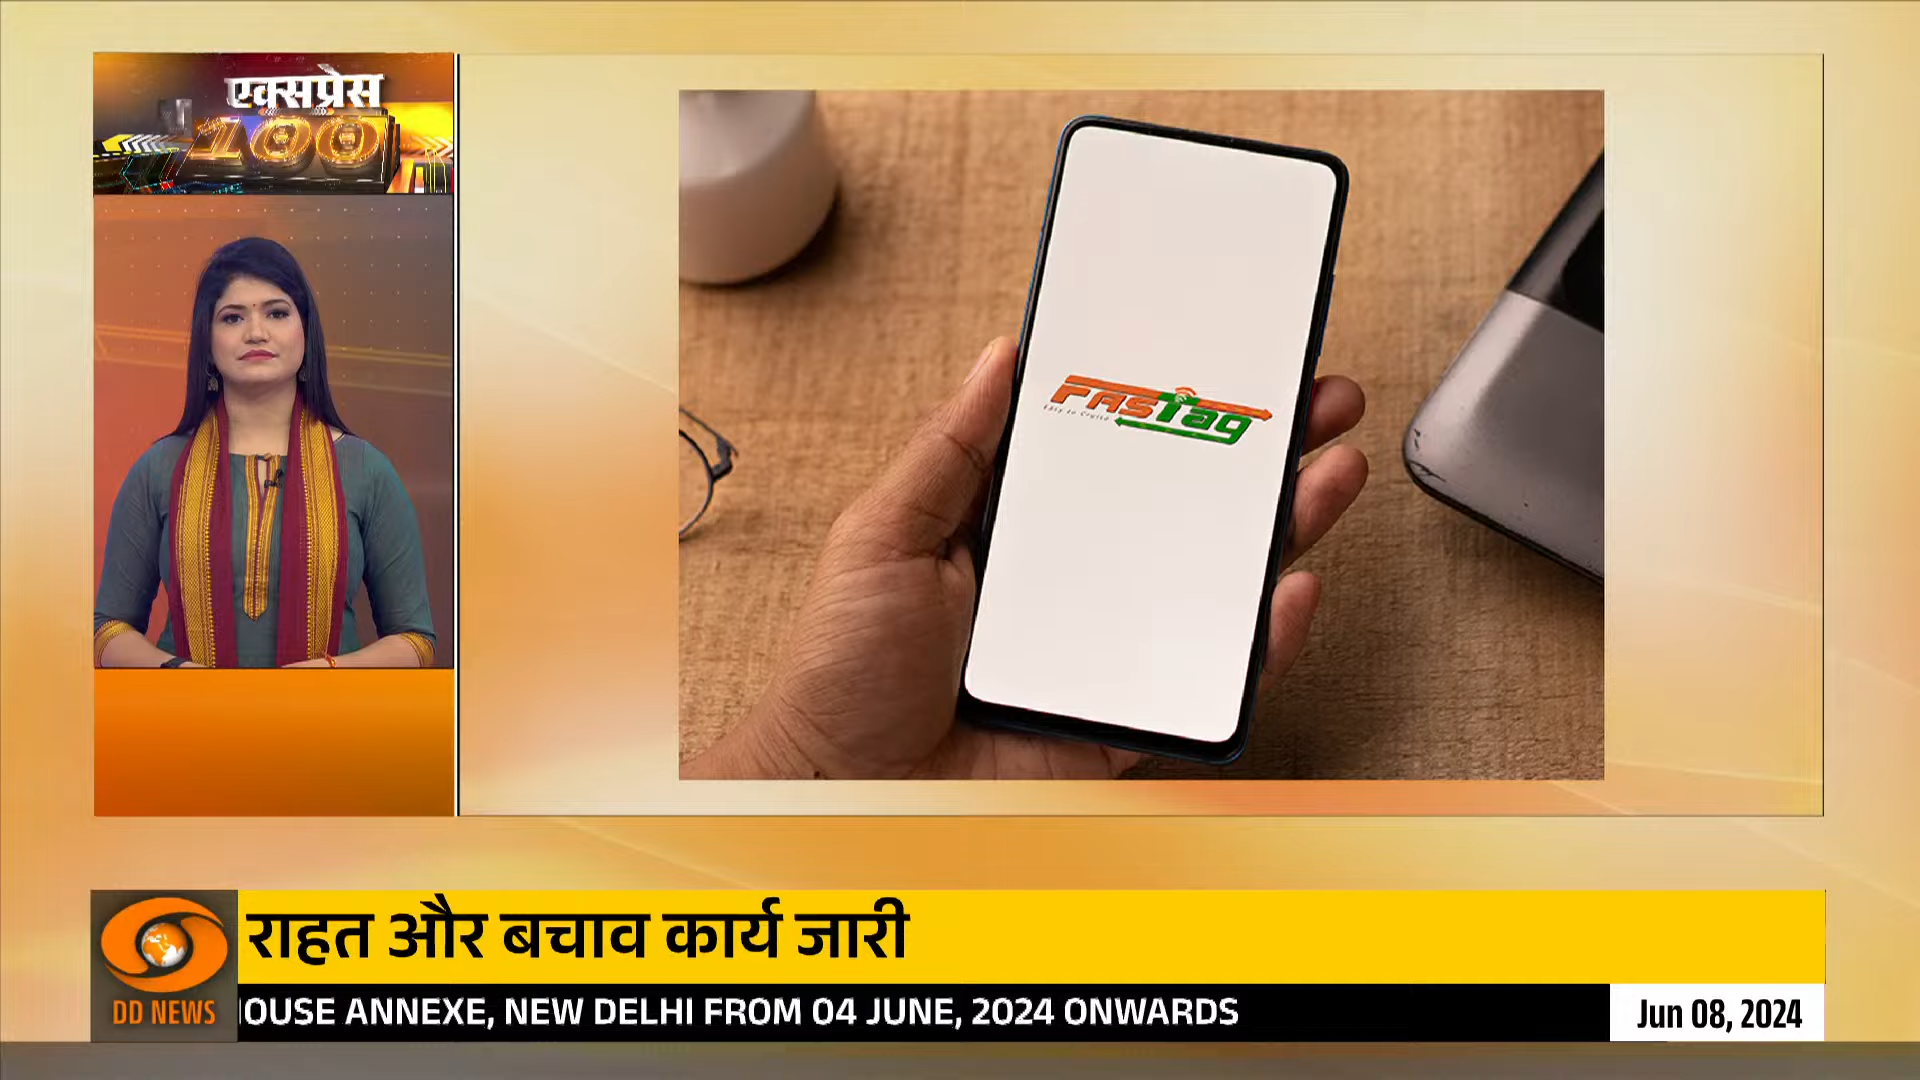 एक्सप्रेस
100
FASTag
राहत और बचाव कार्य जारी
DD NEWS
OUSE ANNEXE, NEW DELHI FROM 04 JUNE, 2024 ONWARDS
Jun 08, 2024